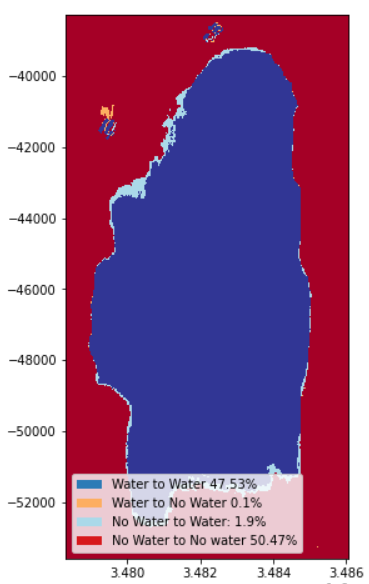 −40000
−42000
−44000
−46000
−48000
−50000
−52000
Water to Water 47.53%
Water to No Water 0.1%
No Water to Water: 1.9%
No Water to No water 50.47%
3.480 3.482 3.484 3.486